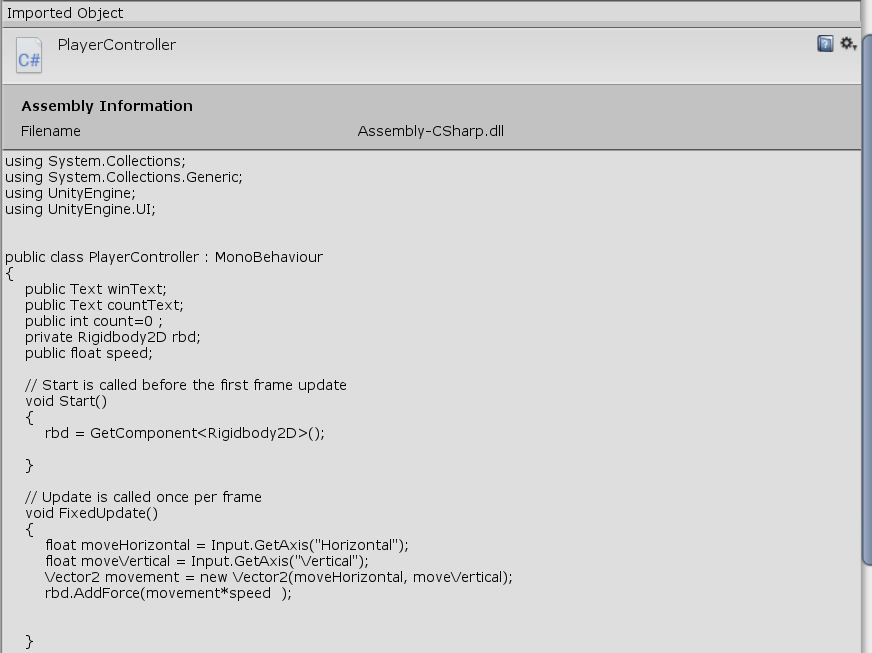 Imported Object
PlayerController
C#
Assembly Information
Filename Assembly-CSharp.dll
using System.Collections;
using System.Collections.Generic;
using UnityEngine;
using UnityEngine.UI;
public class PlayerController : MonoBehaviour
{
public Text winText;
public Text countText;
public int count=0 ;
private Rigidbody2D rbd;
public float speed;
// Start is called before the first frame update
void Start()
{
rbd = GetComponent<Rigidbody2D>();
}
// Update is called once per frame
void FixedUpdate()
{
float moveHorizontal = Input.GetAxis("Horizontal");
float moveVertical = Input.GetAxis("Vertical");
Vector2 movement = new Vector2(moveHorizontal, moveVertical);
rbd.AddForce(movement*speed  );
}